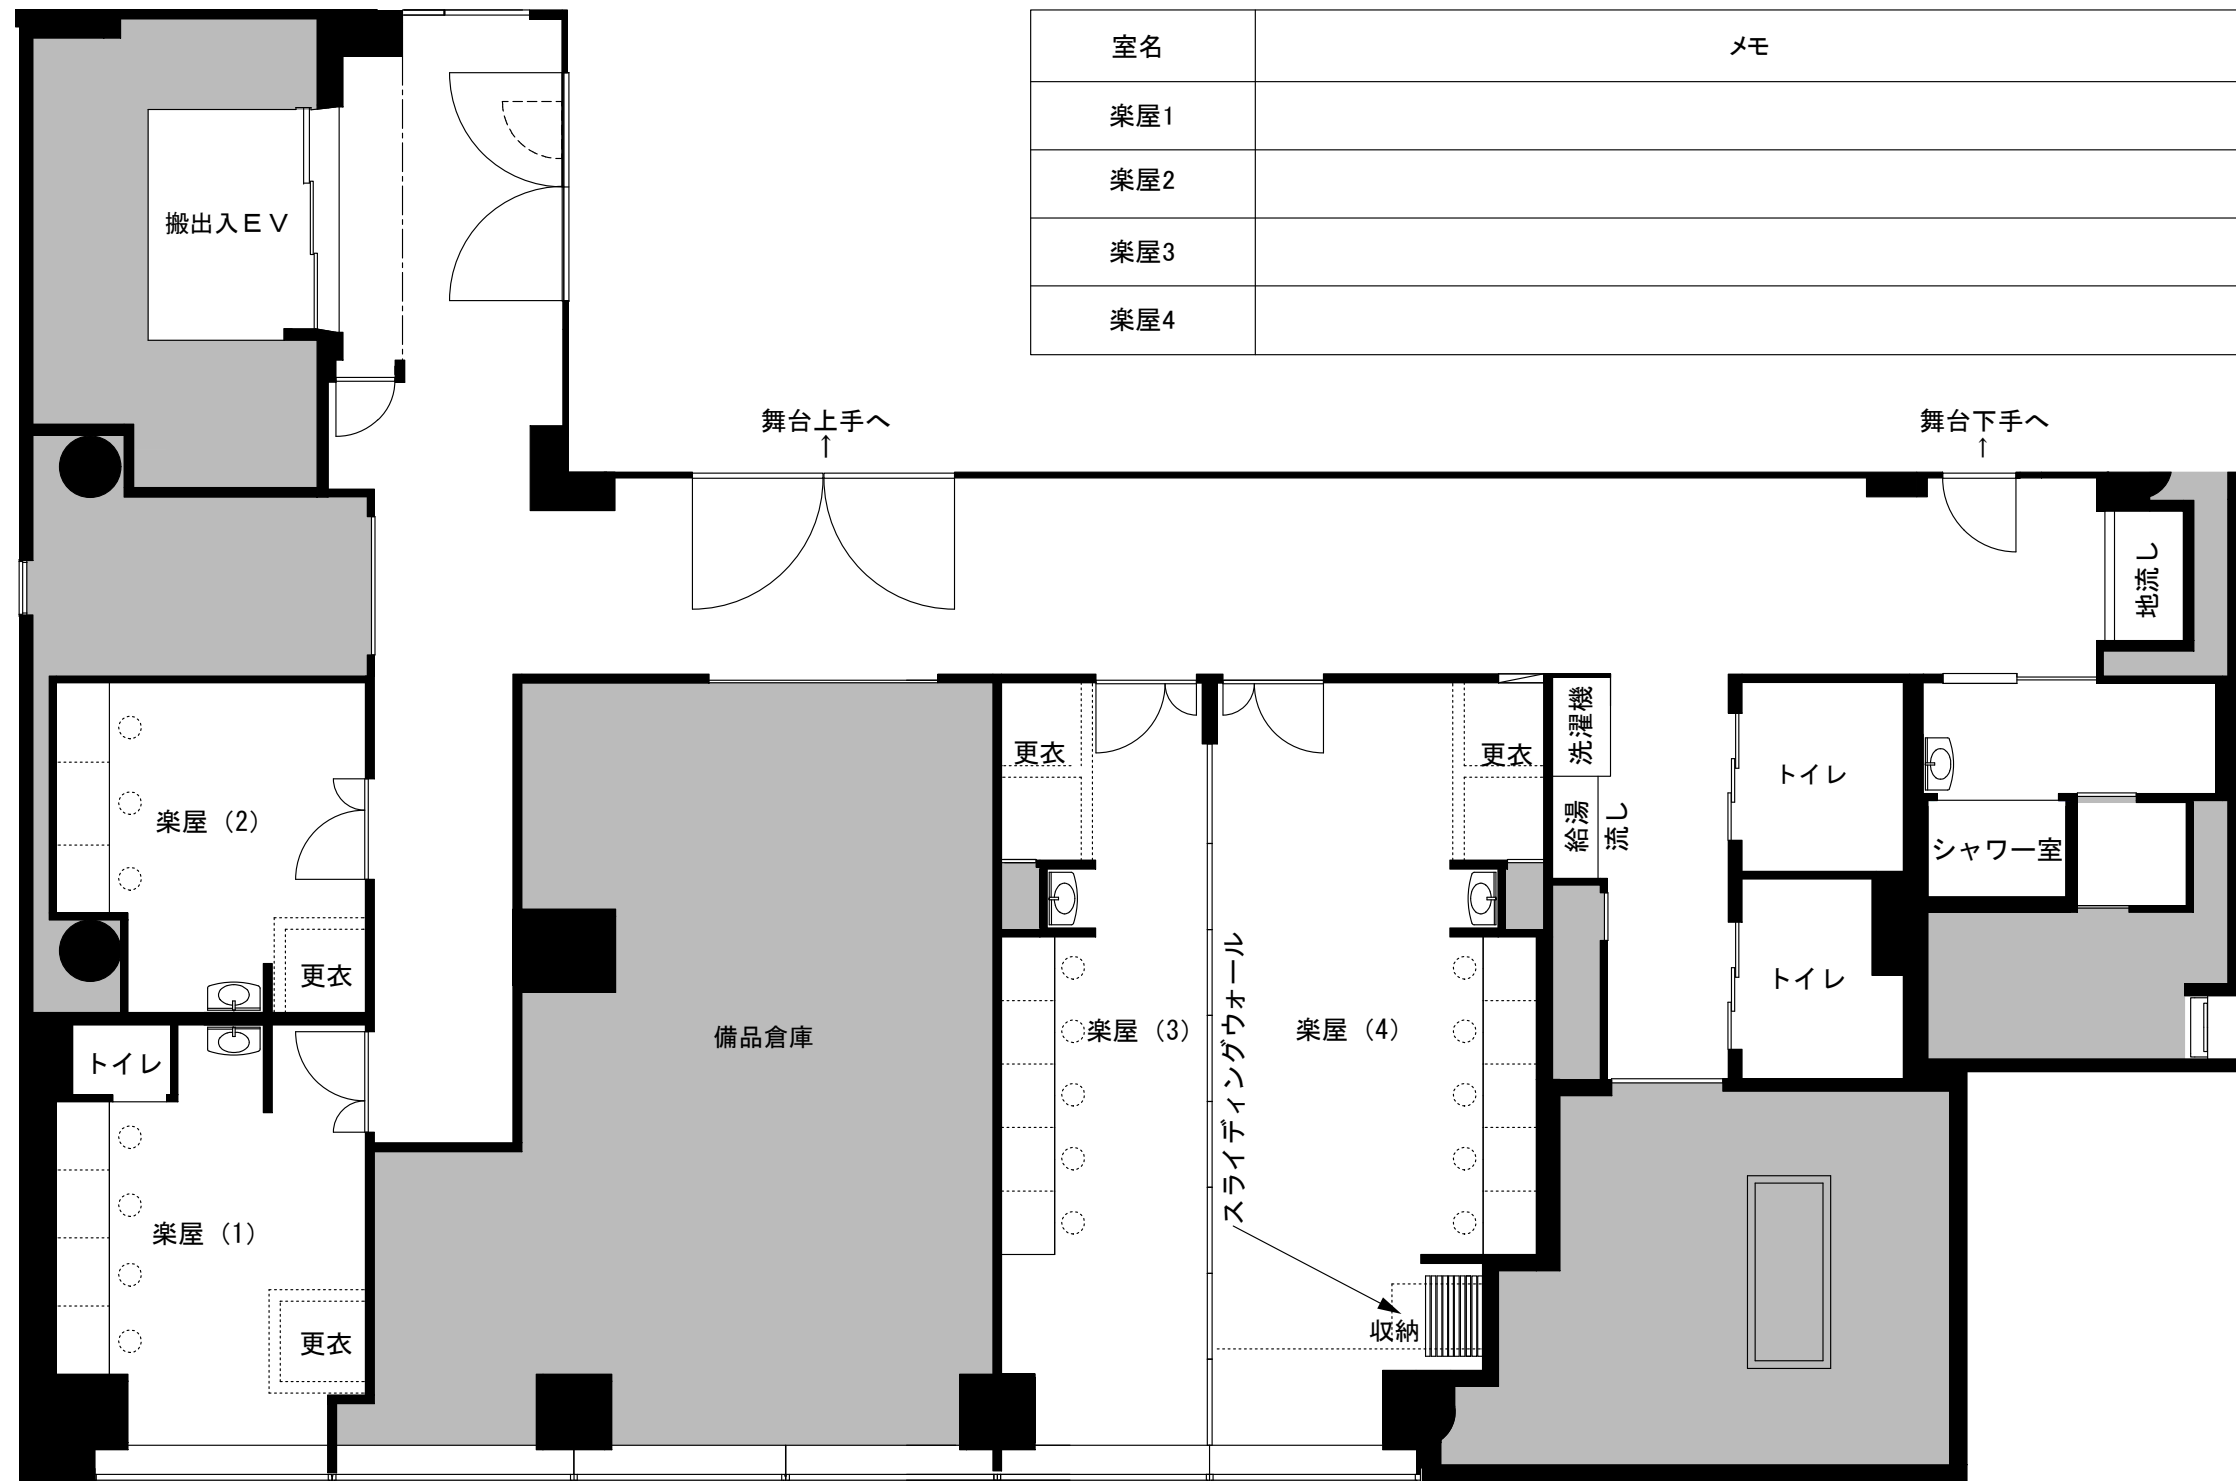 室名 メモ
楽屋1
楽屋2
楽屋3
楽屋4
搬出入ＥＶ
舞台上手へ
↑
舞台下手へ
↑
地流し
楽屋（2）
更衣
トイレ
楽屋（1）
更衣
備品倉庫
更衣
楽屋（3）
スライディングウォール
楽屋（4）
更衣
収納
洗濯機
給湯
流し
トイレ
トイレ
シャワー室